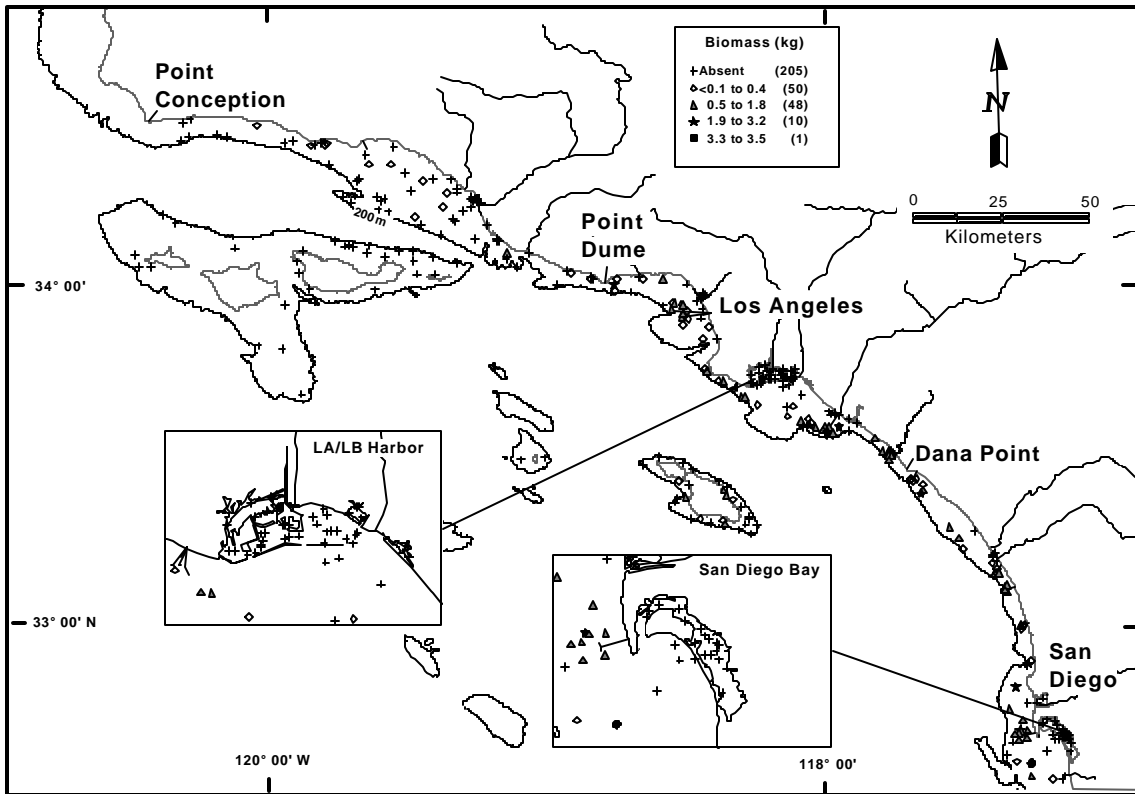 Point
Conception
Biomass (kg)
Absent (205)
<0.1 to 0.4 (50)
0.5 to 1.8 (48)
1.9 to 3.2 (10)
3.3 to 3.5 (1)
N
0 25 50
Kilometers
200m
Point
Dume
34° 00'
Los Angeles
LA/LB Harbor
Dana Point
San Diego Bay
33° 00' N
San
Diego
120° 00' W
118° 00'